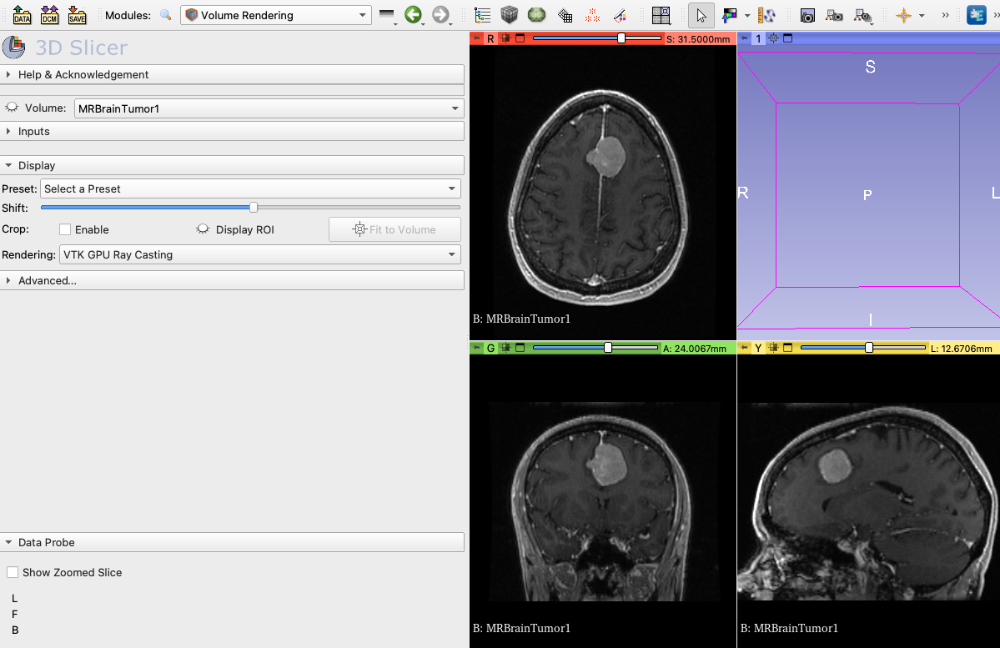 DATA DCM SAVE Modules: Volume Rendering
3D Slicer
Help & Acknowledgement
Volume: MRBrainTumor1
Inputs
Display
Preset: Select a Preset
Shift:
Crop: Enable Display ROI Fit to Volume
Rendering: VTK GPU Ray Casting
Advanced...
Data Probe
Show Zoomed Slice
L
F
B
R S: 31.5000mm
B: MRBrainTumor1
1
S
R P L
I
G A: 24.0067mm
B: MRBrainTumor1
Y L: 12.6706mm
B: MRBrainTumor1